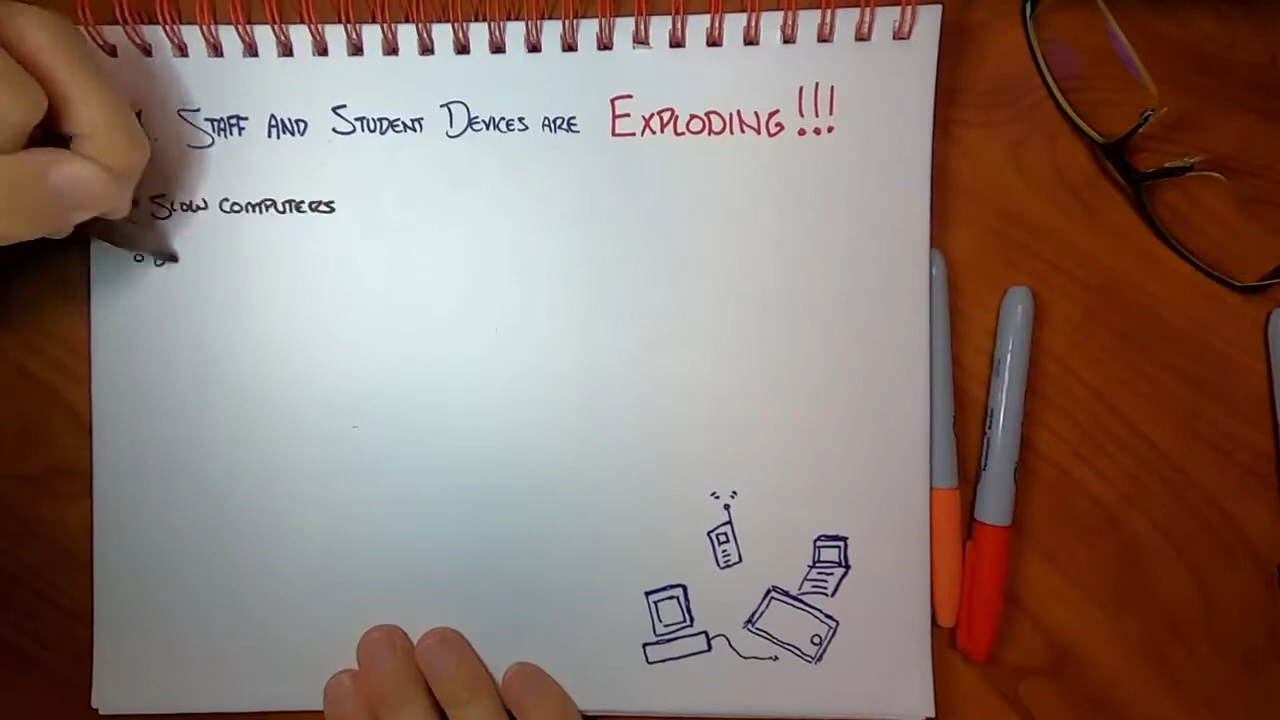 . Staff and Student Devices are Exploding!!!
• Slow computers